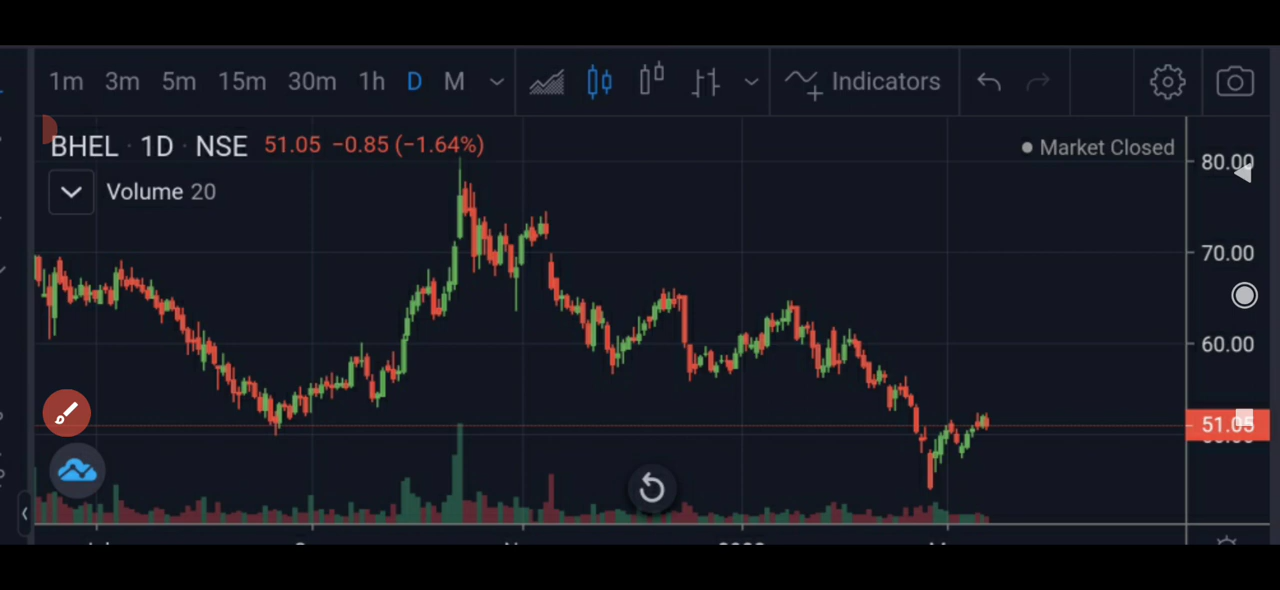 1m 3m 5m 15m 30m 1h D M Indicators
BHEL · 1D · NSE 51.05 −0.85 (−1.64%)
Market Closed
Volume 20
80.00
70.00
60.00
51.05